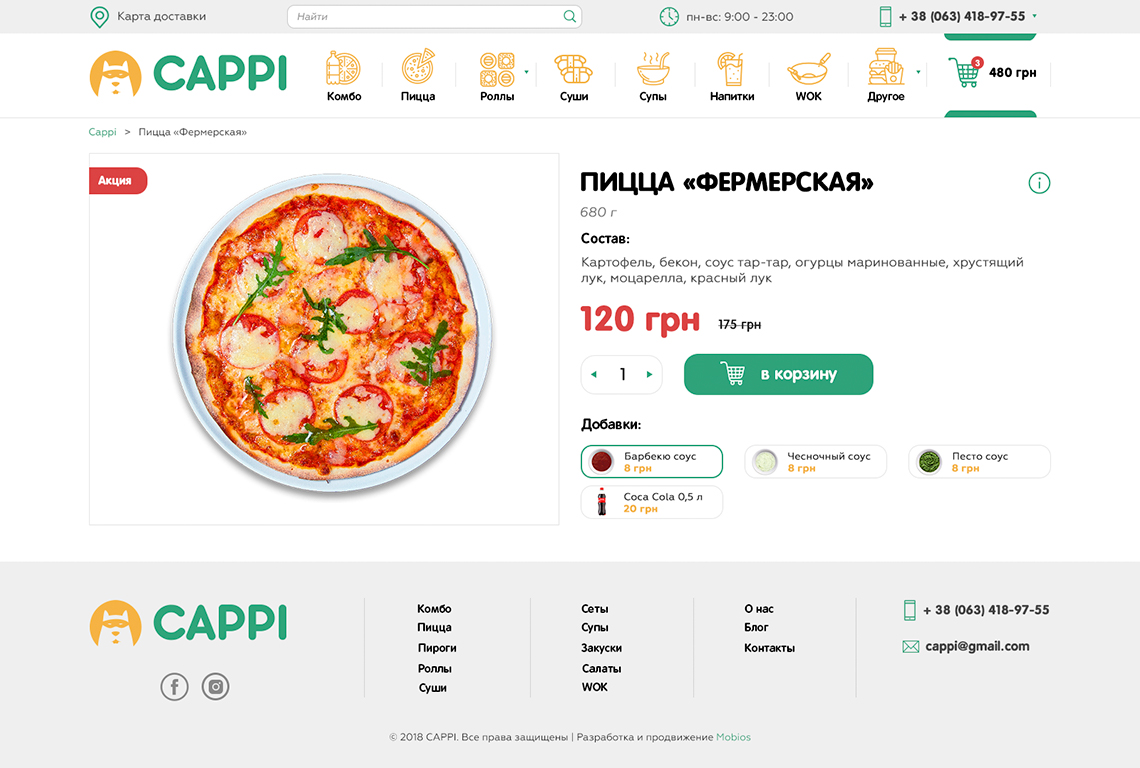 Карта доставки
Найти
пн-вс: 9:00 - 23:00
+ 38 (063) 418-97-55
CAPPI
Комбо
Пицца
Роллы
Суши
Супы
Напитки
WOK
Другое
3
480 грн
Cappi > Пицца «Фермерская»
Акция
ПИЦЦА «ФЕРМЕРСКАЯ»
680 г
Состав:
Картофель, бекон, соус тар-тар, огурцы маринованные, хрустящий
лук, моцарелла, красный лук
120 грн 175 грн
1
в корзину
Добавки:
Барбекю соус
8 грн
Чесночный соус
8 грн
Песто соус
8 грн
Coca Cola 0,5 л
20 грн
CAPPI
Комбо
Пицца
Пироги
Роллы
Суши
Сеты
Супы
Закуски
Салаты
WOK
О нас
Блог
Контакты
+ 38 (063) 418-97-55
cappi@gmail.com
© 2018 CAPPI. Все права защищены | Разработка и продвижение Mobios